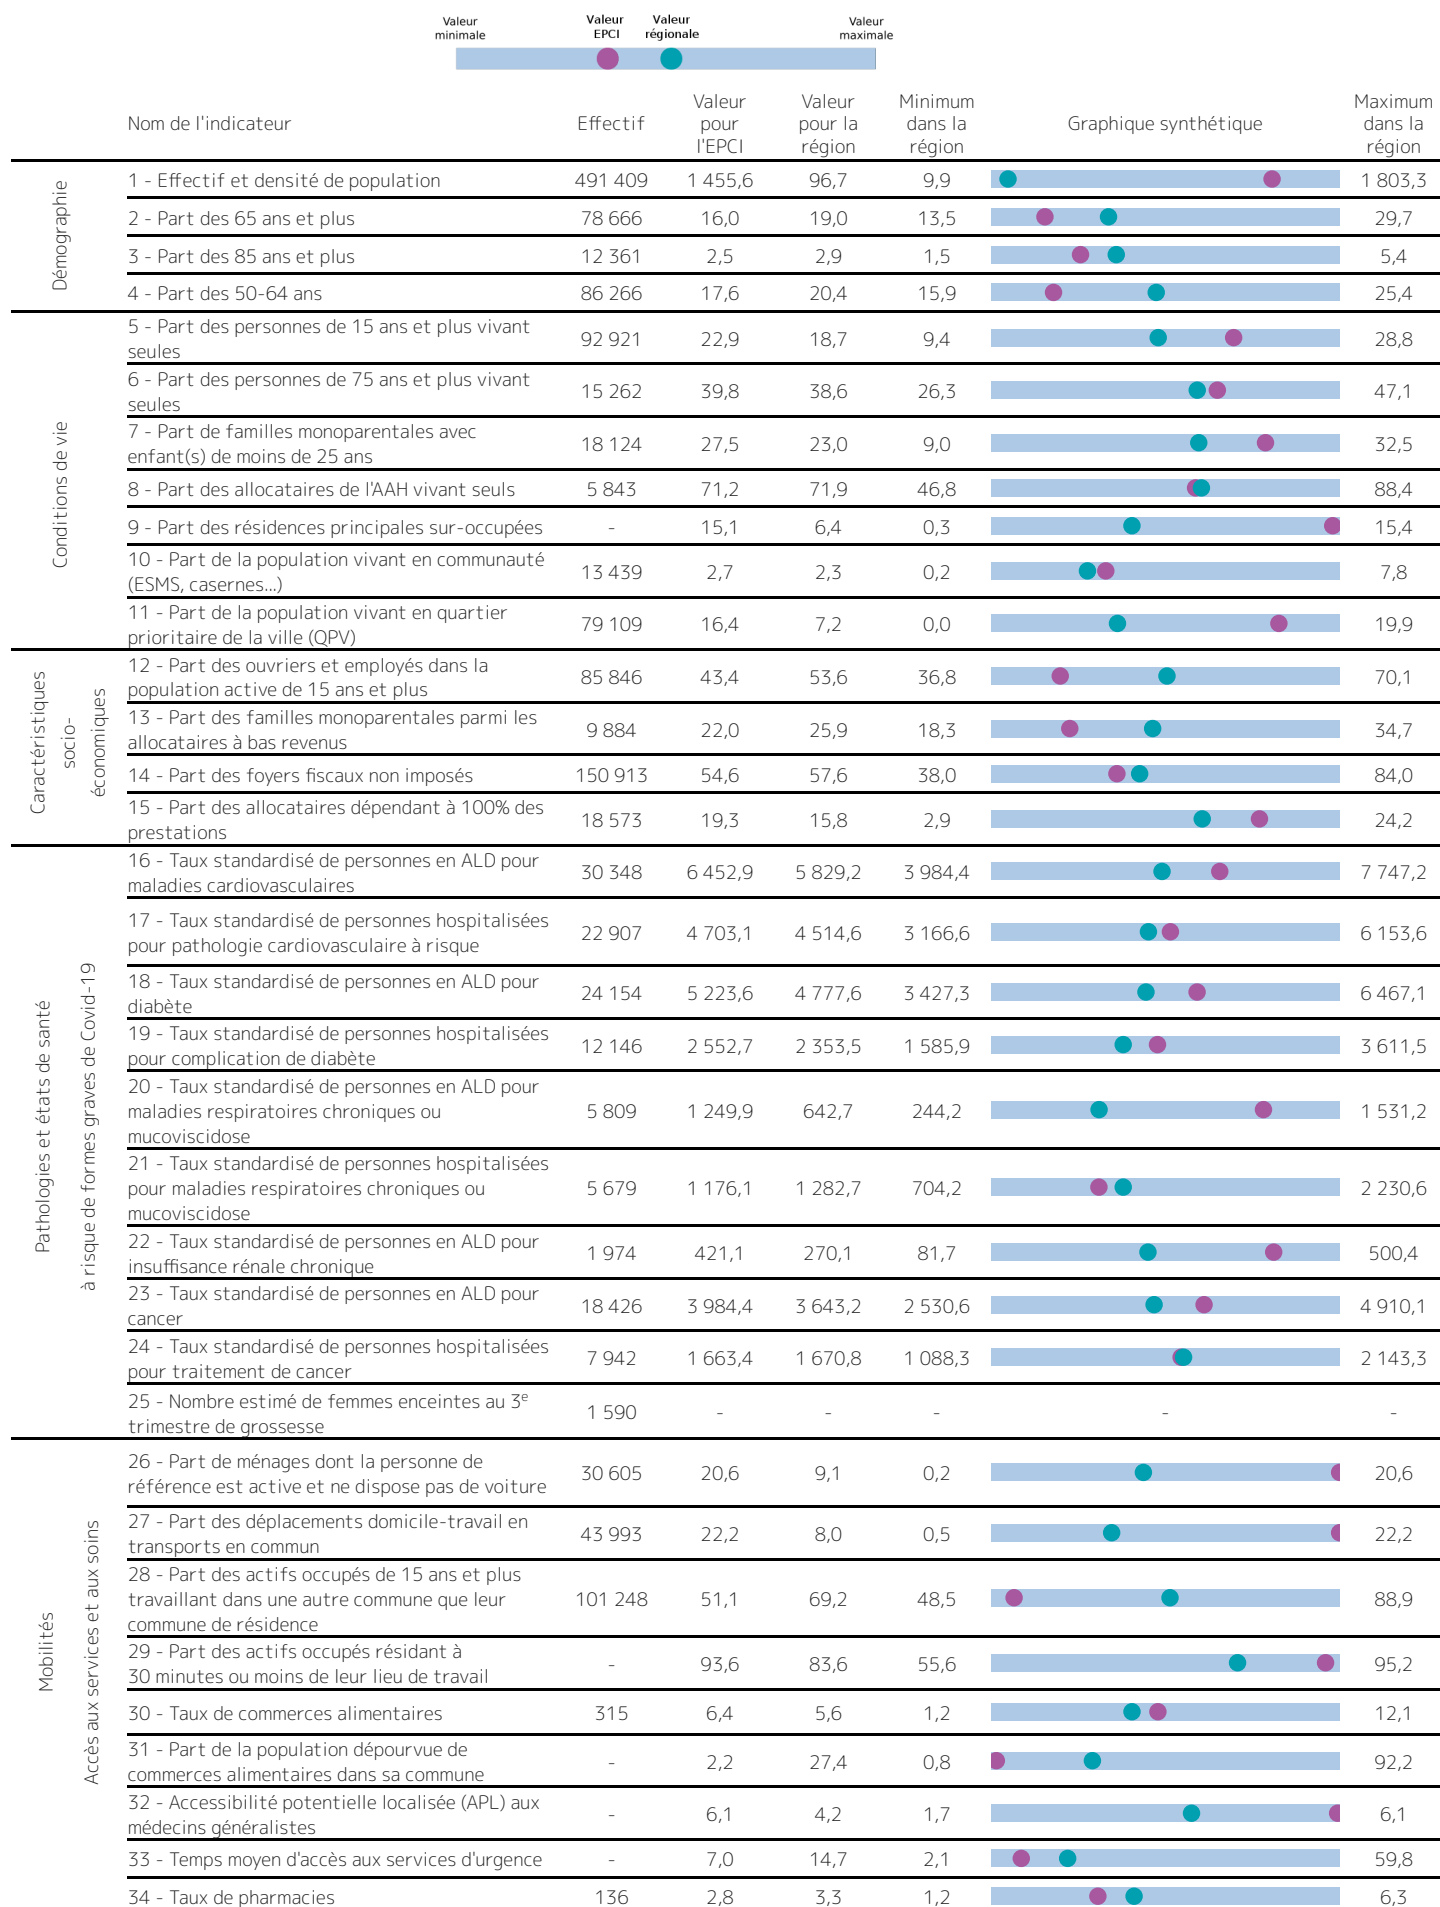 Valeur minimale
Valeur EPCI
Valeur régionale
Valeur maximale
Nom de l'indicateur
Effectif
Valeur pour l'EPCI
Valeur pour la région
Minimum dans la région
Graphique synthétique
Maximum dans la région
Démographie
1 - Effectif et densité de population 491 409 1 455,6 96,7 9,9 1 803,3
2 - Part des 65 ans et plus 78 666 16,0 19,0 13,5 29,7
3 - Part des 85 ans et plus 12 361 2,5 2,9 1,5 5,4
4 - Part des 50-64 ans 86 266 17,6 20,4 15,9 25,4
Conditions de vie
5 - Part des personnes de 15 ans et plus vivant
seules 92 921 22,9 18,7 9,4 28,8
6 - Part des personnes de 75 ans et plus vivant
seules 15 262 39,8 38,6 26,3 47,1
7 - Part de familles monoparentales avec
enfant(s) de moins de 25 ans 18 124 27,5 23,0 9,0 32,5
8 - Part des allocataires de l'AAH vivant seuls 5 843 71,2 71,9 46,8 88,4
9 - Part des résidences principales sur-occupées - 15,1 6,4 0,3 15,4
10 - Part de la population vivant en communauté
(ESMS, casernes...) 13 439 2,7 2,3 0,2 7,8
11 - Part de la population vivant en quartier
prioritaire de la ville (QPV) 79 109 16,4 7,2 0,0 19,9
Caractéristiques
socio-
économiques
12 - Part des ouvriers et employés dans la
population active de 15 ans et plus 85 846 43,4 53,6 36,8 70,1
13 - Part des familles monoparentales parmi les
allocataires à bas revenus 9 884 22,0 25,9 18,3 34,7
14 - Part des foyers fiscaux non imposés 150 913 54,6 57,6 38,0 84,0
15 - Part des allocataires dépendant à 100% des
prestations 18 573 19,3 15,8 2,9 24,2
Pathologies et états de santé
à risque de formes graves de Covid-19
16 - Taux standardisé de personnes en ALD pour
maladies cardiovasculaires 30 348 6 452,9 5 829,2 3 984,4 7 747,2
17 - Taux standardisé de personnes hospitalisées
pour pathologie cardiovasculaire à risque 22 907 4 703,1 4 514,6 3 166,6 6 153,6
18 - Taux standardisé de personnes en ALD pour
diabète 24 154 5 223,6 4 777,6 3 427,3 6 467,1
19 - Taux standardisé de personnes hospitalisées
pour complication de diabète 12 146 2 552,7 2 353,5 1 585,9 3 611,5
20 - Taux standardisé de personnes en ALD pour
maladies respiratoires chroniques ou 5 809 1 249,9 642,7 244,2 1 531,2
mucoviscidose
21 - Taux standardisé de personnes hospitalisées
pour maladies respiratoires chroniques ou 5 679 1 176,1 1 282,7 704,2 2 230,6
mucoviscidose
22 - Taux standardisé de personnes en ALD pour
insuffisance rénale chronique 1 974 421,1 270,1 81,7 500,4
23 - Taux standardisé de personnes en ALD pour
cancer 18 426 3 984,4 3 643,2 2 530,6 4 910,1
24 - Taux standardisé de personnes hospitalisées
pour traitement de cancer 7 942 1 663,4 1 670,8 1 088,3 2 143,3
25 - Nombre estimé de femmes enceintes au 3e
trimestre de grossesse 1 590 - - - - -
Mobilités
Accès aux services et aux soins
26 - Part de ménages dont la personne de
référence est active et ne dispose pas de voiture 30 605 20,6 9,1 0,2 20,6
27 - Part des déplacements domicile-travail en
transports en commun 43 993 22,2 8,0 0,5 22,2
28 - Part des actifs occupés de 15 ans et plus
travaillant dans une autre commune que leur 101 248 51,1 69,2 48,5 88,9
commune de résidence
29 - Part des actifs occupés résidant à
30 minutes ou moins de leur lieu de travail - 93,6 83,6 55,6 95,2
30 - Taux de commerces alimentaires 315 6,4 5,6 1,2 12,1
31 - Part de la population dépourvue de
commerces alimentaires dans sa commune - 2,2 27,4 0,8 92,2
32 - Accessibilité potentielle localisée (APL) aux
médecins généralistes - 6,1 4,2 1,7 6,1
33 - Temps moyen d'accès aux services d'urgence - 7,0 14,7 2,1 59,8
34 - Taux de pharmacies 136 2,8 3,3 1,2 6,3